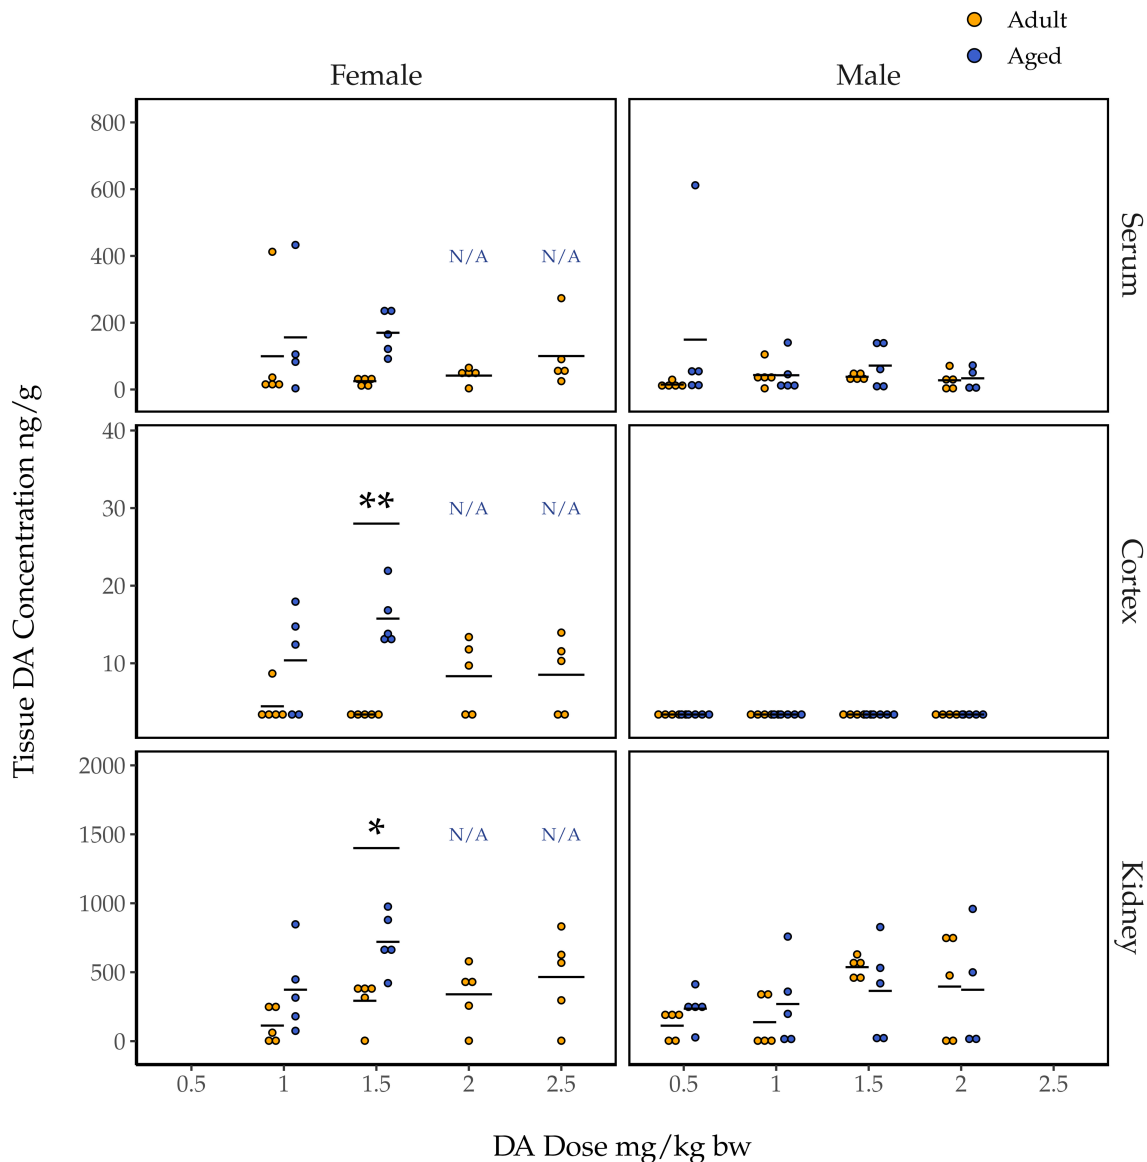 Adult
Aged
Female
Male
800
600
400
200
0
N/A
N/A
Serum
Tissue DA Concentration ng/g
40
30
20
10
**
N/A
N/A
Cortex
2000
1500
1000
500
0
*
N/A
N/A
Kidney
0.5
1
1.5
2
2.5
0.5
1
1.5
2
2.5
DA Dose mg/kg bw